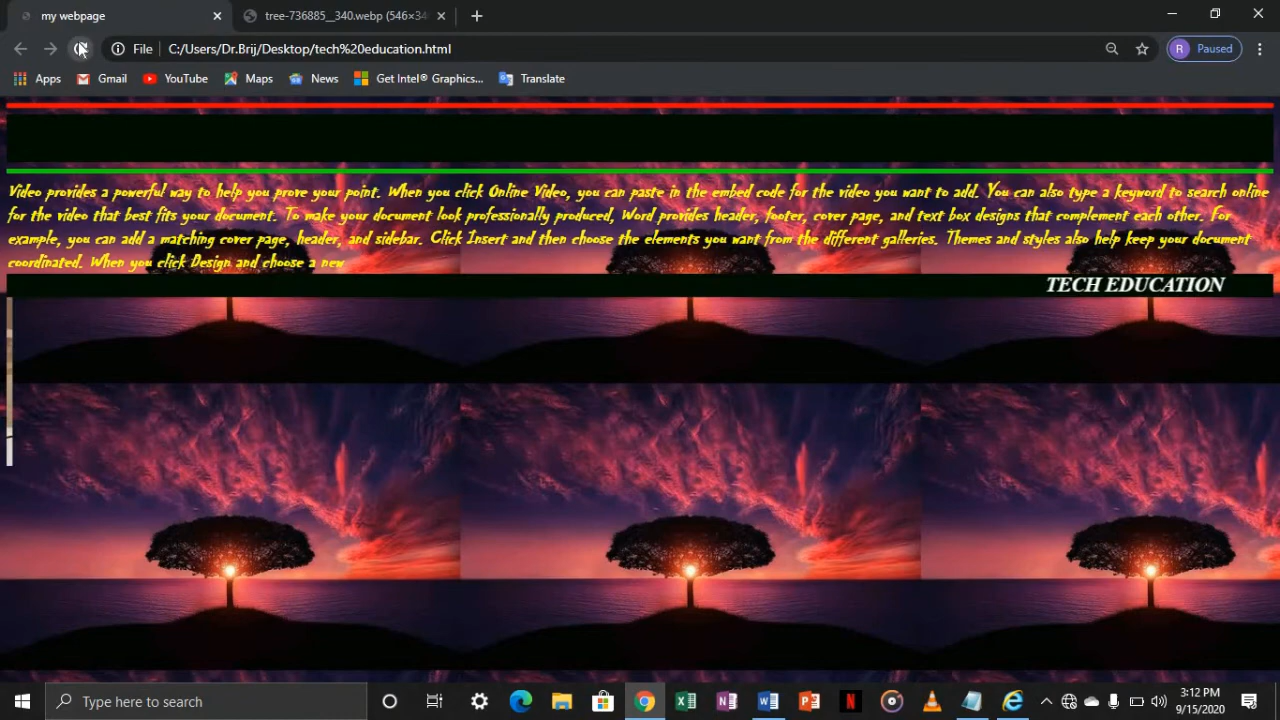 my webpage
tree-736885__340.webp (546×34
File
C:/Users/Dr.Brij/Desktop/tech%20education.html
R
Paused
Apps
Gmail
YouTube
Maps
News
Get Intel® Graphics...
Translate
Video provides a powerful way to help you prove your point. When you click Online Video, you can paste in the embed code for the video you want to add. You can also type a keyword to search online
for the video that best fits your document. To make your document look professionally produced, Word provides header, footer, cover page, and text box designs that complement each other. For
example, you can add a matching cover page, header, and sidebar. Click Insert and then choose the elements you want from the different galleries. Themes and styles also help keep your document
coordinated. When you click Design and choose a new
TECH EDUCATION
Type here to search
3:12 PM
9/15/2020